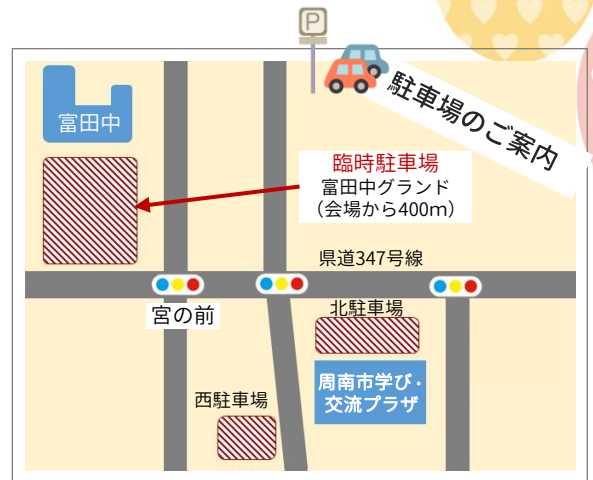 P
駐車場のご案内
富田中
臨時駐車場
富田中グランド
（会場から400m）
県道347号線
宮の前
北駐車場
周南市学び・
交流プラザ
西駐車場